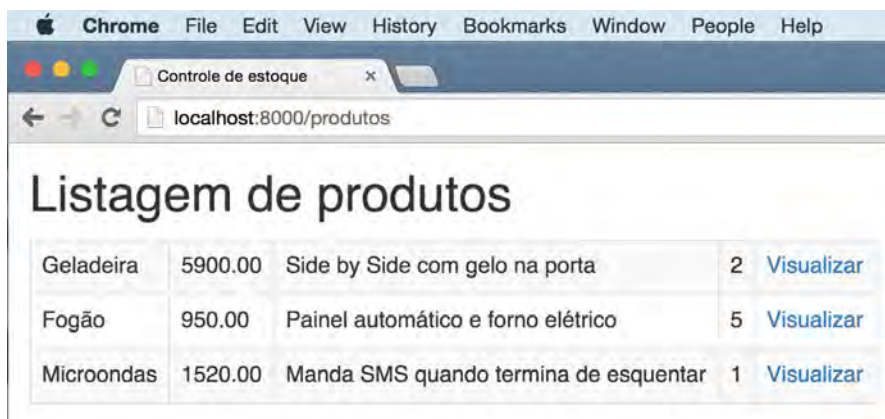 Chrome File Edit View History Bookmarks Window People Help
Controle de estoque ×
localhost:8000/produtos
Listagem de produtos
Geladeira 5900.00 Side by Side com gelo na porta 2 Visualizar
Fogão 950.00 Painel automático e forno elétrico 5 Visualizar
Microondas 1520.00 Manda SMS quando termina de esquentar 1 Visualizar